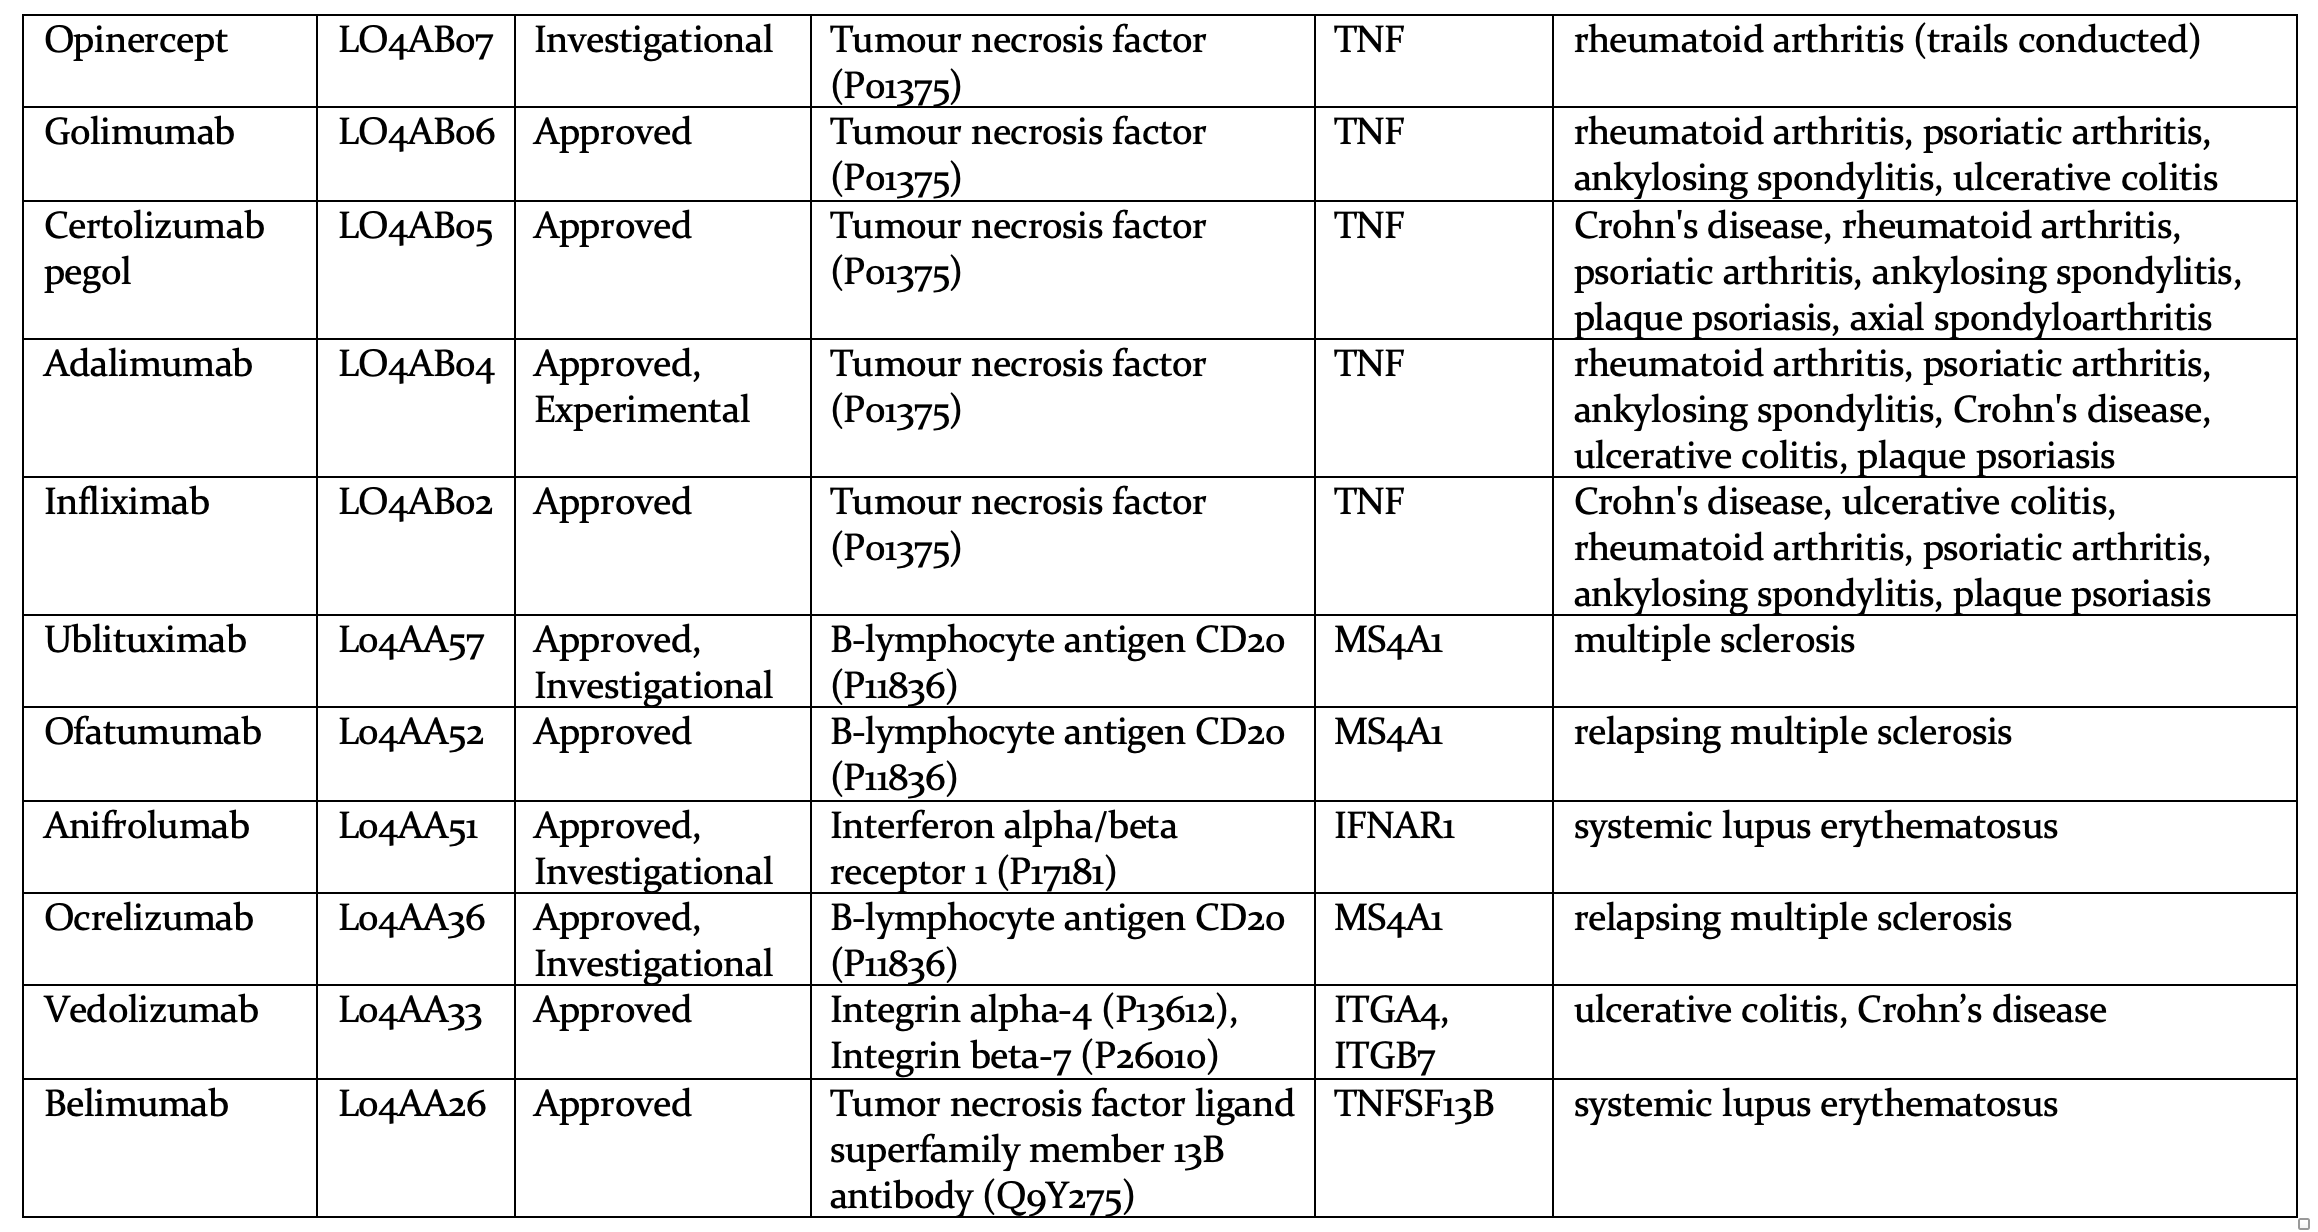 Opinercept LO4AB07 Investigational Tumour necrosis factor TNF rheumatoid arthritis (trails conducted)
(P01375)
Golimumab LO4AB06 Approved Tumour necrosis factor TNF rheumatoid arthritis, psoriatic arthritis,
(P01375) ankylosing spondylitis, ulcerative colitis
Certolizumab LO4AB05 Approved Tumour necrosis factor TNF Crohn's disease, rheumatoid arthritis,
pegol (P01375) psoriatic arthritis, ankylosing spondylitis,
plaque psoriasis, axial spondyloarthritis
Adalimumab LO4AB04 Approved, Tumour necrosis factor TNF rheumatoid arthritis, psoriatic arthritis,
Experimental (P01375) ankylosing spondylitis, Crohn's disease,
ulcerative colitis, plaque psoriasis
Infliximab LO4AB02 Approved Tumour necrosis factor TNF Crohn's disease, ulcerative colitis,
(P01375) rheumatoid arthritis, psoriatic arthritis,
ankylosing spondylitis, plaque psoriasis
Ublituximab L04AA57 Approved, B-lymphocyte antigen CD20 MS4A1 multiple sclerosis
Investigational (P11836)
Ofatumumab L04AA52 Approved B-lymphocyte antigen CD20 MS4A1 relapsing multiple sclerosis
(P11836)
Anifrolumab L04AA51 Approved, Interferon alpha/beta IFNAR1 systemic lupus erythematosus
Investigational receptor 1 (P17181)
Ocrelizumab L04AA36 Approved, B-lymphocyte antigen CD20 MS4A1 relapsing multiple sclerosis
Investigational (P11836)
Vedolizumab L04AA33 Approved Integrin alpha-4 (P13612), ITGA4, ulcerative colitis, Crohn’s disease
Integrin beta-7 (P26010) ITGB7
Belimumab L04AA26 Approved Tumor necrosis factor ligand TNFSF13B systemic lupus erythematosus
superfamily member 13B
antibody (Q9Y275)